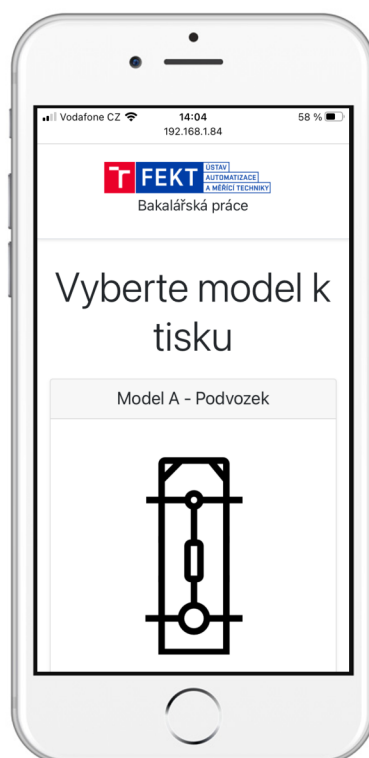 Vodafone CZ 14:04 58 %
192.168.1.84
T FEKT ÚSTAV
AUTOMATIZACE
A MĚŘICÍ TECHNIKY
Bakalářská práce
Vyberte model k
tisku
Model A - Podvozek